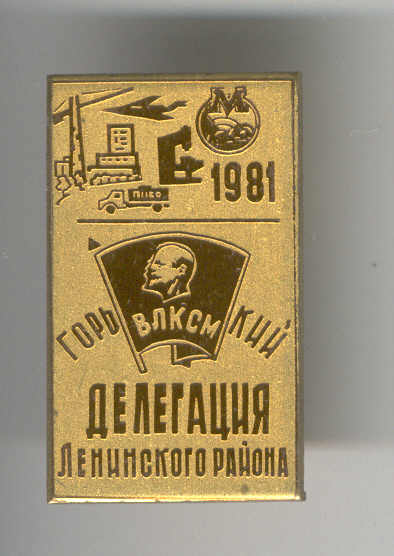 М
1981
ГОРЬ ВЛКСМ КИЙ
ДЕЛЕГАЦИЯ
ЛЕНИНСКОГО РАЙОНА